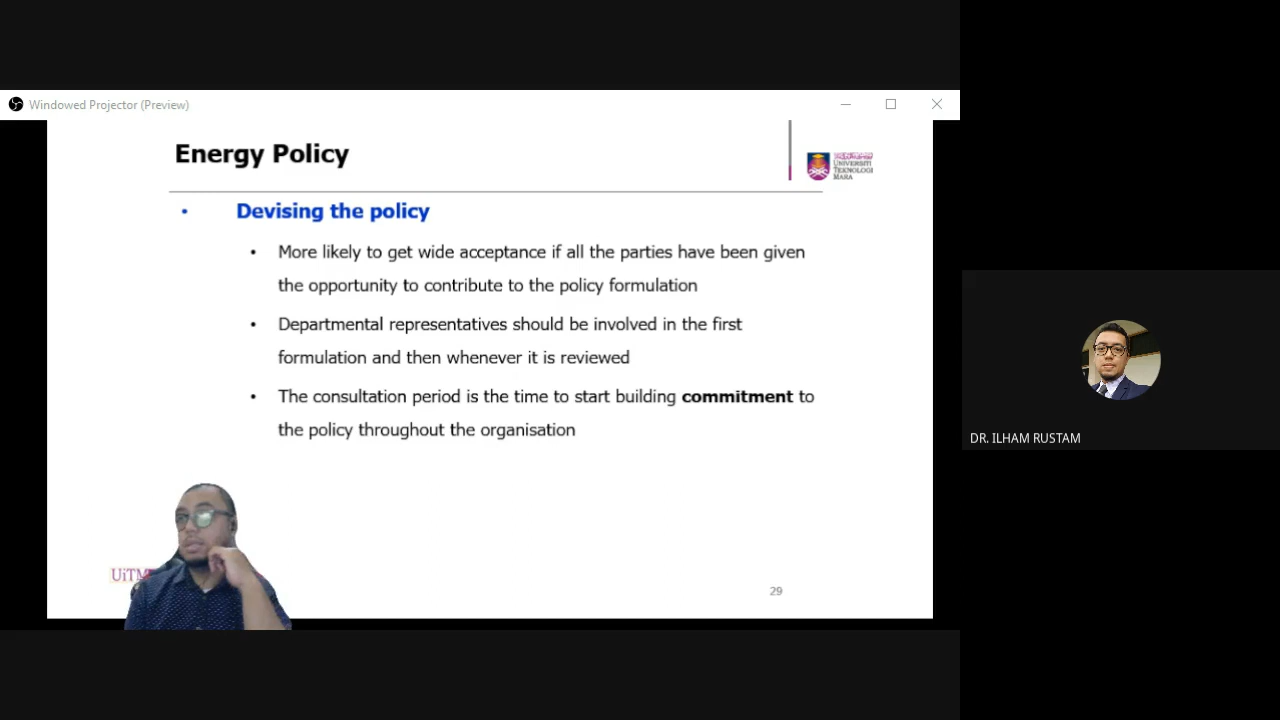 Windowed Projector (Preview)
Energy Policy
UNIVERSITI
TEKNOLOGI
MARA
• Devising the policy
• More likely to get wide acceptance if all the parties have been given
the opportunity to contribute to the policy formulation
• Departmental representatives should be involved in the first
formulation and then whenever it is reviewed
• The consultation period is the time to start building commitment to
the policy throughout the organisation
DR. ILHAM RUSTAM
29